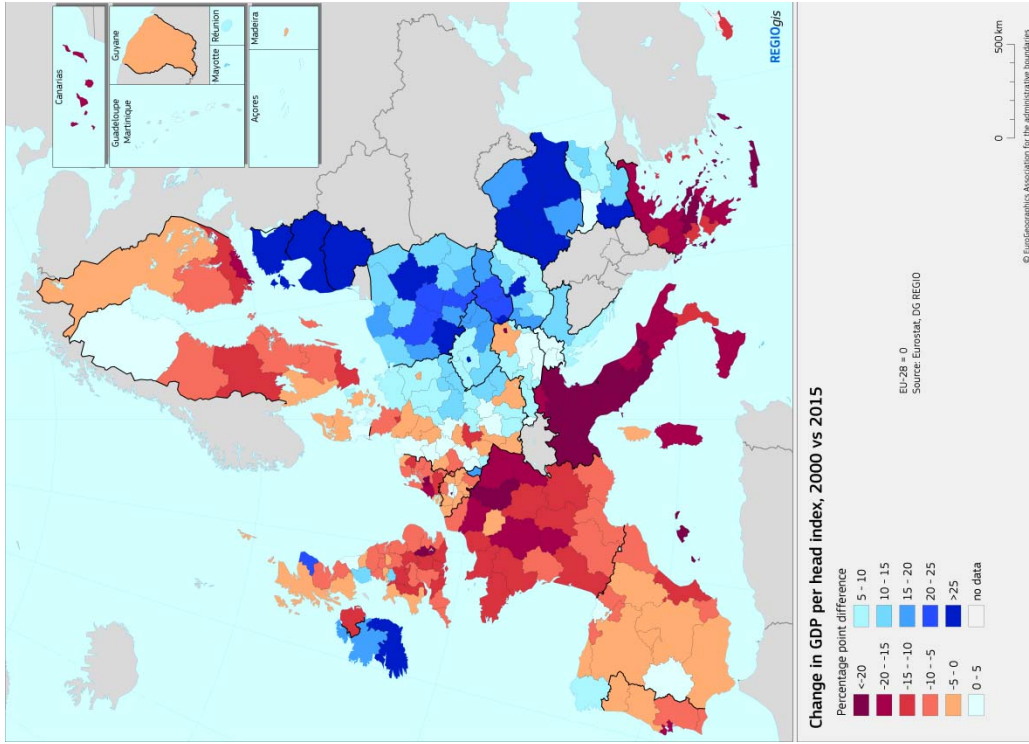 Canarias
Guadeloupe
Martinique
Guyane
Mayotte
Réunion
Açores
Madeira
REGIOgis
Change in GDP per head index, 2000 vs 2015
Percentage point difference
<-20
-20 - -15
-15 - -10
-10 - -5
-5 - 0
0 - 5
5 - 10
10 - 15
15 - 20
20 - 25
>25
no data
EU-28 = 0
Source: Eurostat, DG REGIO
0 500 km
© EuroGeographics Association for the administrative boundaries